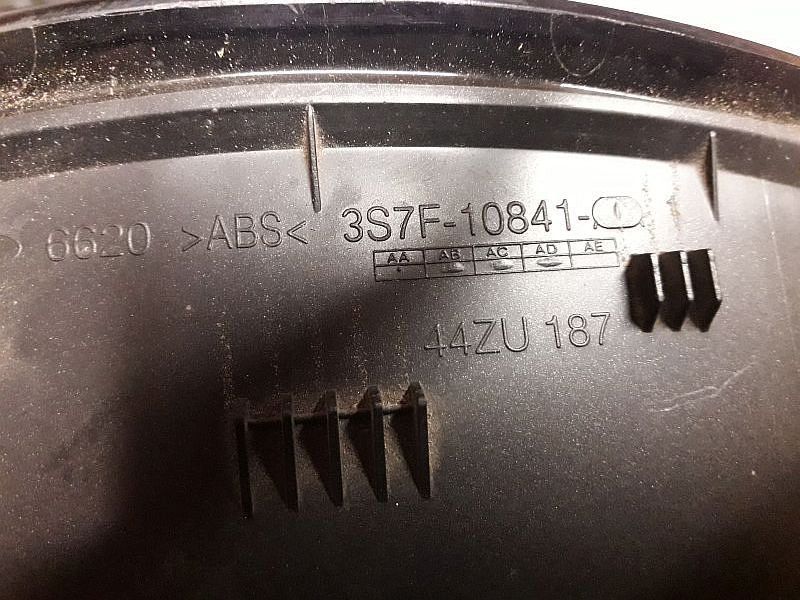 6620 >ABS< 3S7F-10841-
AA AB AC AD AE
44ZU 187